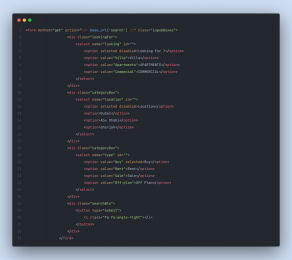 <form method="get" action="<?= base_url('search') ?>" class="inputBoxes">
<div class="lookingFor">
<select name="looking" id="">
<option selected disabled>Looking for ?</option>
<option value="Villa">Villa</option>
<option value="Apartments">APARTMENTS</option>
<option value="Commercial">COMMERCIAL</option>
</select>
</div>
<div class="categoryBox">
<select name="location" id="">
<option selected disabled>Location</option>
<option>Dubai</option>
<option>Abu Dhabi</option>
<option>Sharjah</option>
</select>
</div>
<div class="categoryBox">
<select name="type" id="">
<option value="Buy" selected>Buy</option>
<option value="Rent">Rent</option>
<option value="Sale">Sale</option>
<option value="Off-plan">Off Plan</option>
</select>
</div>
<div class="searchBtn">
<button type="submit">
<i class="fa fa-angle-right"></i>
</button>
</div>
</form>